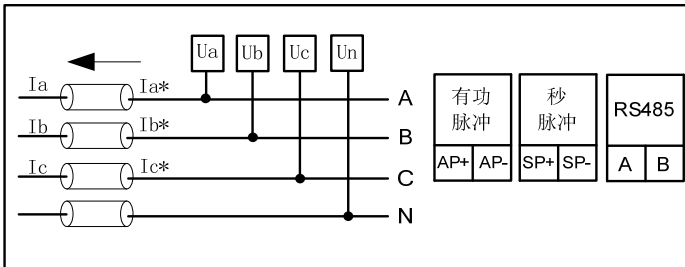 Ua Ub Uc Un
Ia Ia* A
Ib Ib* B
Ic Ic* C
N
有功
脉冲
AP+ AP-
秒
脉冲
SP+ SP-
RS485
A B